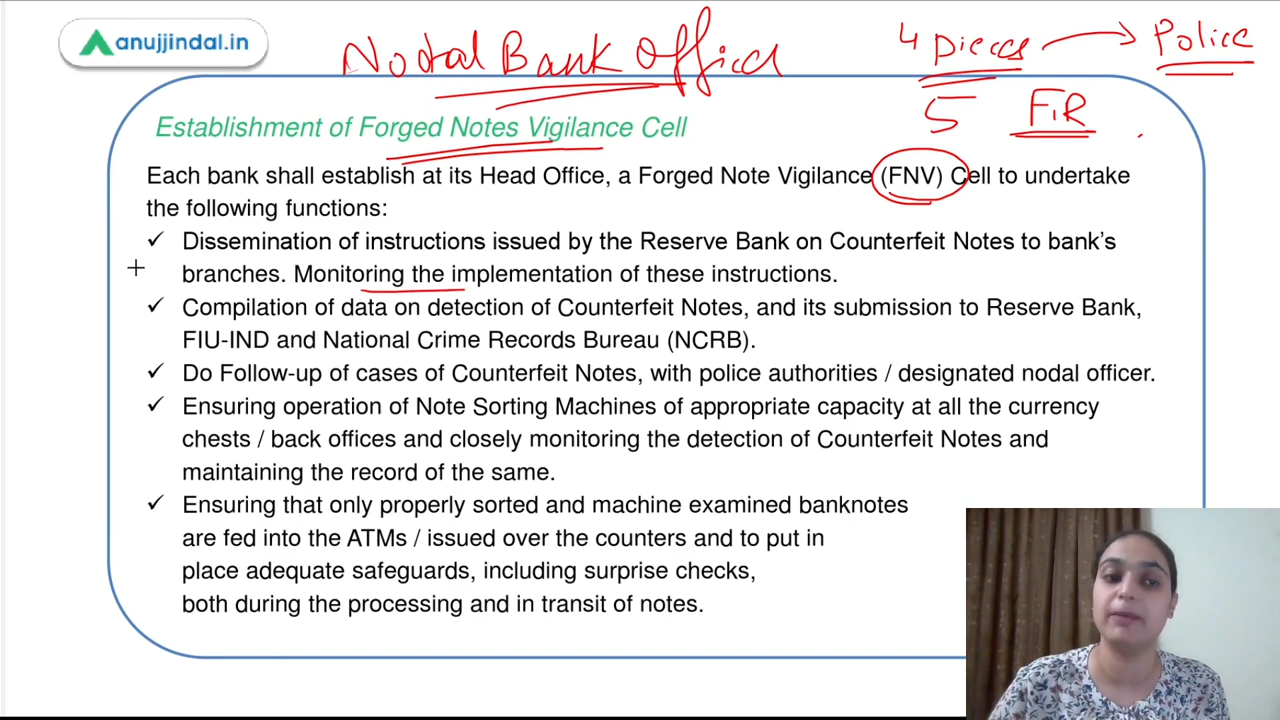 anujjindal.in
Nodal Bank Officer
4 pieces → Police
5 FIR
Establishment of Forged Notes Vigilance Cell
Each bank shall establish at its Head Office, a Forged Note Vigilance (FNV) Cell to undertake
the following functions:
✓ Dissemination of instructions issued by the Reserve Bank on Counterfeit Notes to bank's
branches. Monitoring the implementation of these instructions.
✓ Compilation of data on detection of Counterfeit Notes, and its submission to Reserve Bank,
FIU-IND and National Crime Records Bureau (NCRB).
✓ Do Follow-up of cases of Counterfeit Notes, with police authorities / designated nodal officer.
✓ Ensuring operation of Note Sorting Machines of appropriate capacity at all the currency
chests / back offices and closely monitoring the detection of Counterfeit Notes and
maintaining the record of the same.
✓ Ensuring that only properly sorted and machine examined banknotes
are fed into the ATMs / issued over the counters and to put in
place adequate safeguards, including surprise checks,
both during the processing and in transit of notes.